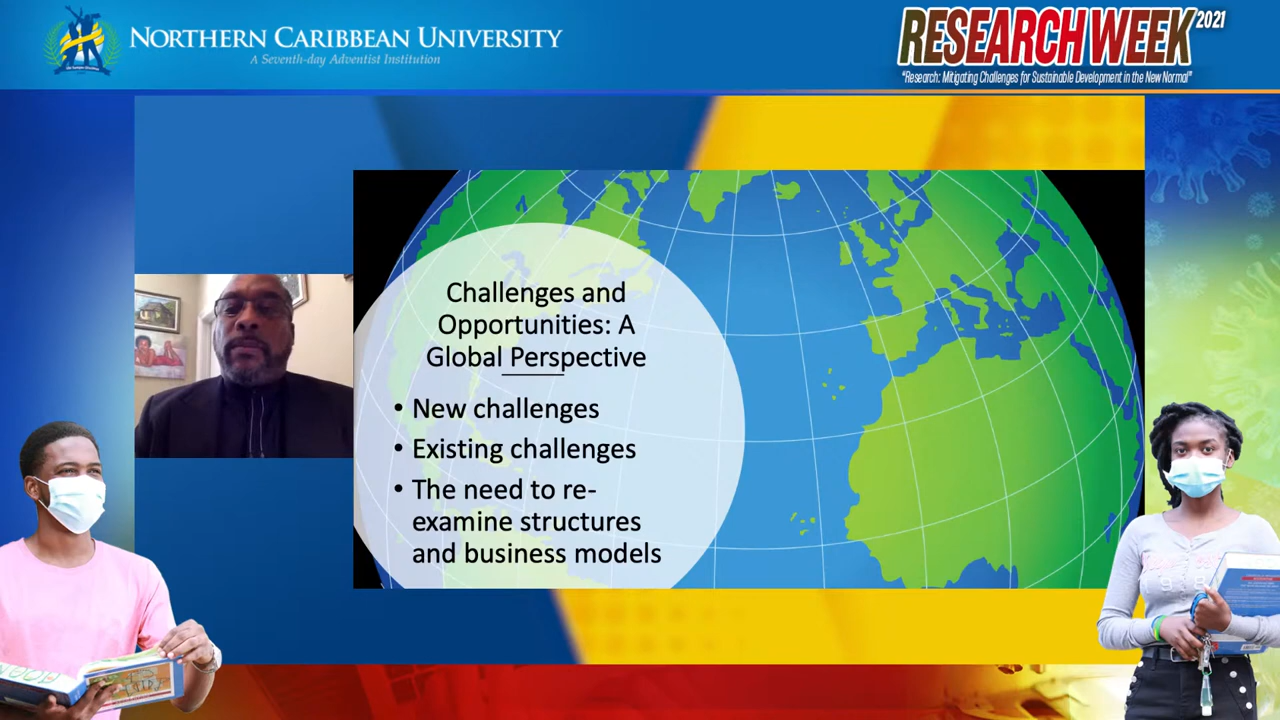 NORTHERN CARIBBEAN UNIVERSITY
A Seventh-day Adventist Institution
RESEARCH WEEK 2021
"Research: Mitigating Challenges for Sustainable Development in the New Normal"
Challenges and
Opportunities: A
Global Perspective
• New challenges
• Existing challenges
• The need to re-
examine structures
and business models